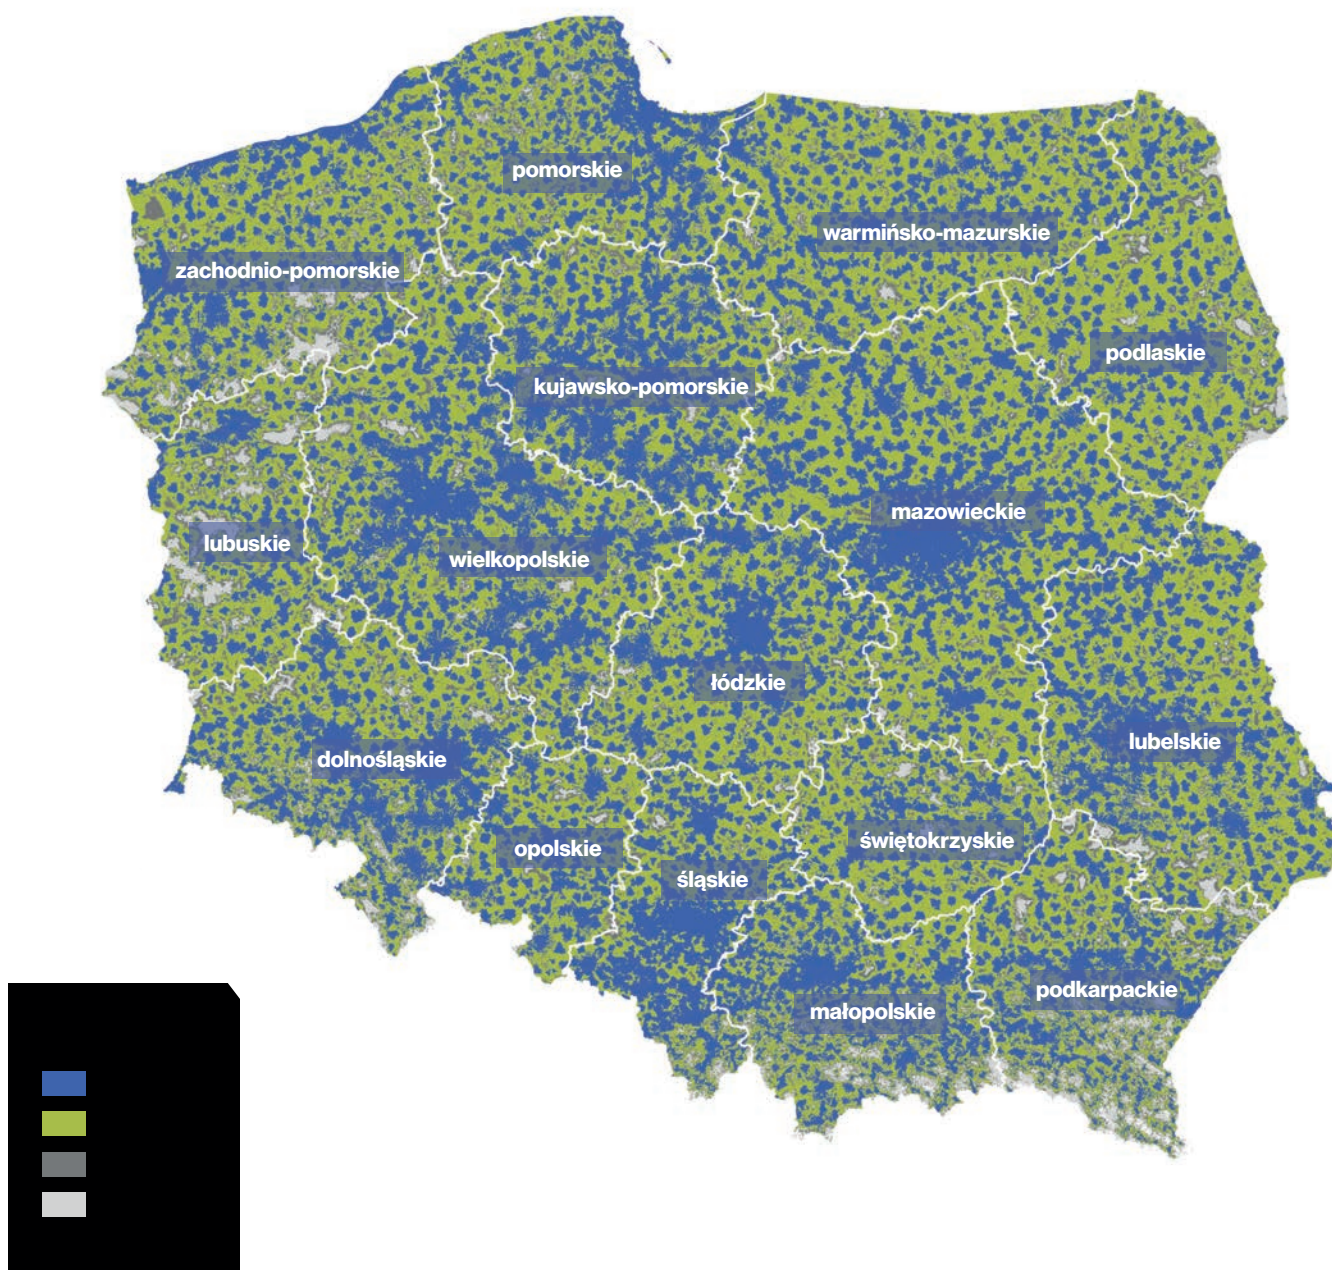 pomorskie
warmińsko-mazurskie
zachodnio-pomorskie
podlaskie
kujawsko-pomorskie
mazowieckie
lubuskie
wielkopolskie
łódzkie
lubelskie
dolnośląskie
świętokrzyskie
opolskie
śląskie
podkarpackie
małopolskie